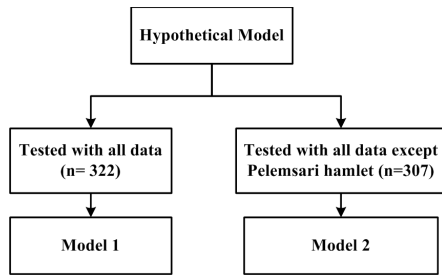 Hypothetical Model
Tested with all data
(n= 322)
Tested with all data except
Pelemsari hamlet (n=307)
Model 1
Model 2